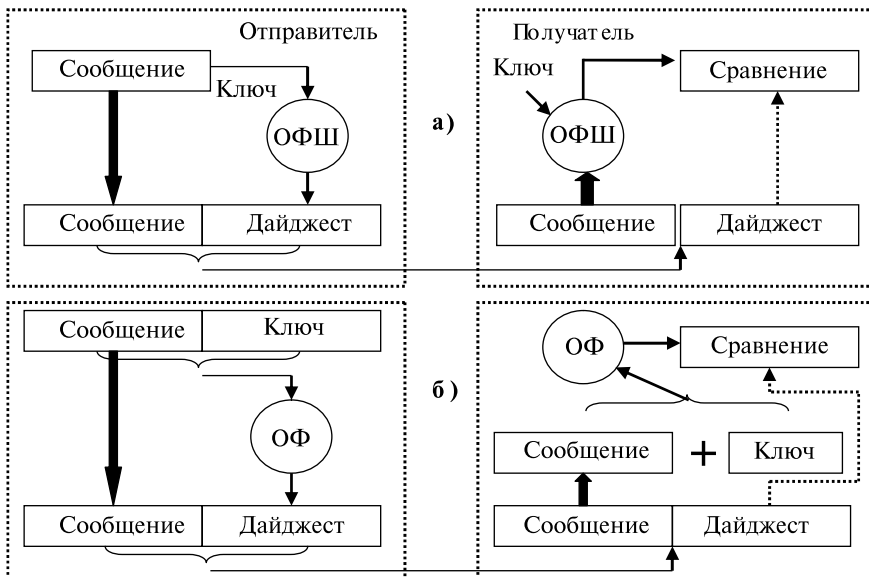 Отправитель
Сообщение
Ключ
ОФШ
Сообщение
Дайджест
а)
Получатель
Ключ
Сравнение
ОФШ
Сообщение
Дайджест
Сообщение
Ключ
ОФ
Сообщение
Дайджест
б)
ОФ
Сравнение
Сообщение
+
Ключ
Сообщение
Дайджест